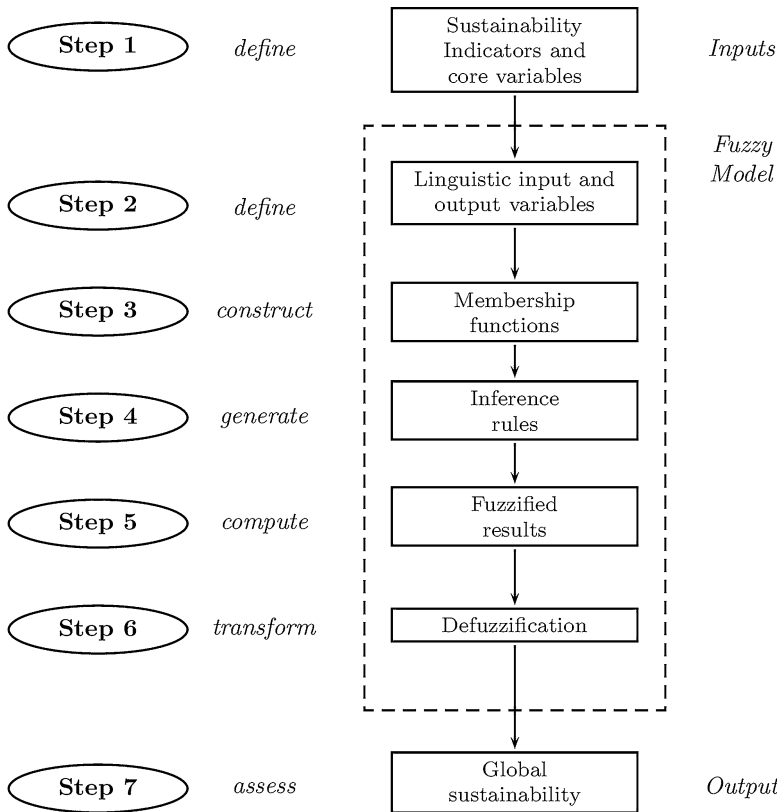 Step 1
define
Sustainability
Indicators and
core variables
Inputs
Fuzzy
Model
Step 2
define
Linguistic input and
output variables
Step 3
construct
Membership
functions
Step 4
generate
Inference
rules
Step 5
compute
Fuzzified
results
Step 6
transform
Defuzzification
Step 7
assess
Global
sustainability
Output